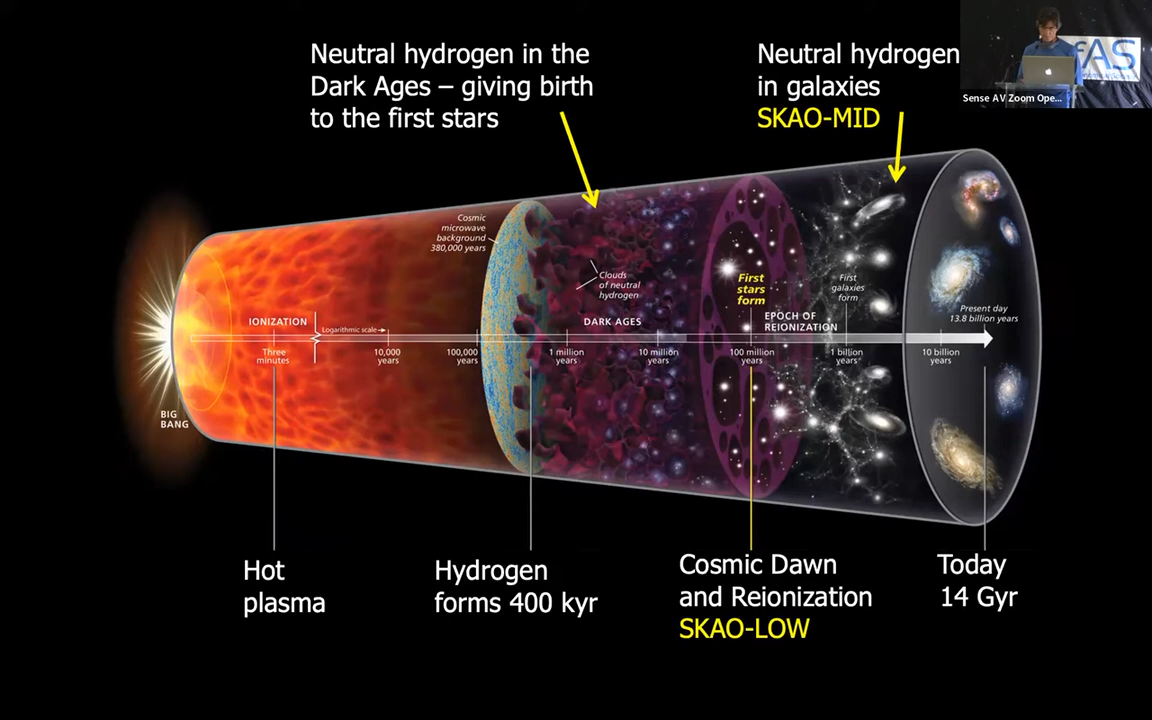 Neutral hydrogen in the
Dark Ages – giving birth
to the first stars
Neutral hydrogen
in galaxies
SKAO-MID
AS
Sense AV Zoom Ope...
Cosmic
microwave
background
380,000 years
Clouds
of neutral
hydrogen
First
stars
form
First
galaxies
form
Present day
13.8 billion years
IONIZATION
Logarithmic scale
DARK AGES
EPOCH OF
REIONIZATION
Three
minutes
10,000
years
100,000
years
1 million
years
10 million
years
100 million
years
1 billion
years
10 billion
years
BIG
BANG
Hot
plasma
Hydrogen
forms 400 kyr
Cosmic Dawn
and Reionization
SKAO-LOW
Today
14 Gyr